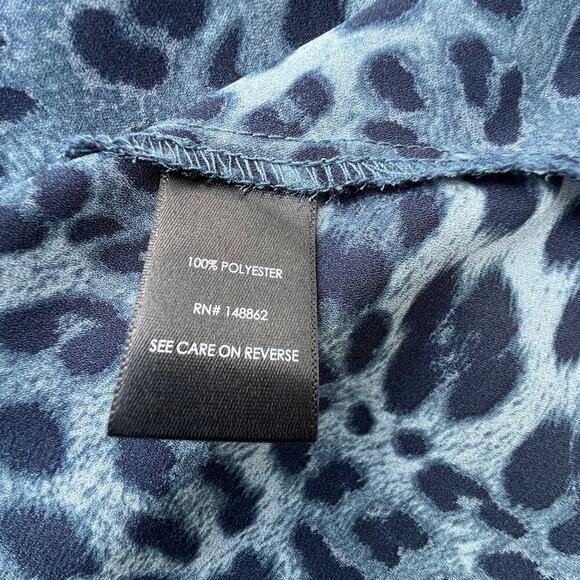 100% POLYESTER
RN# 148862
SEE CARE ON REVERSE